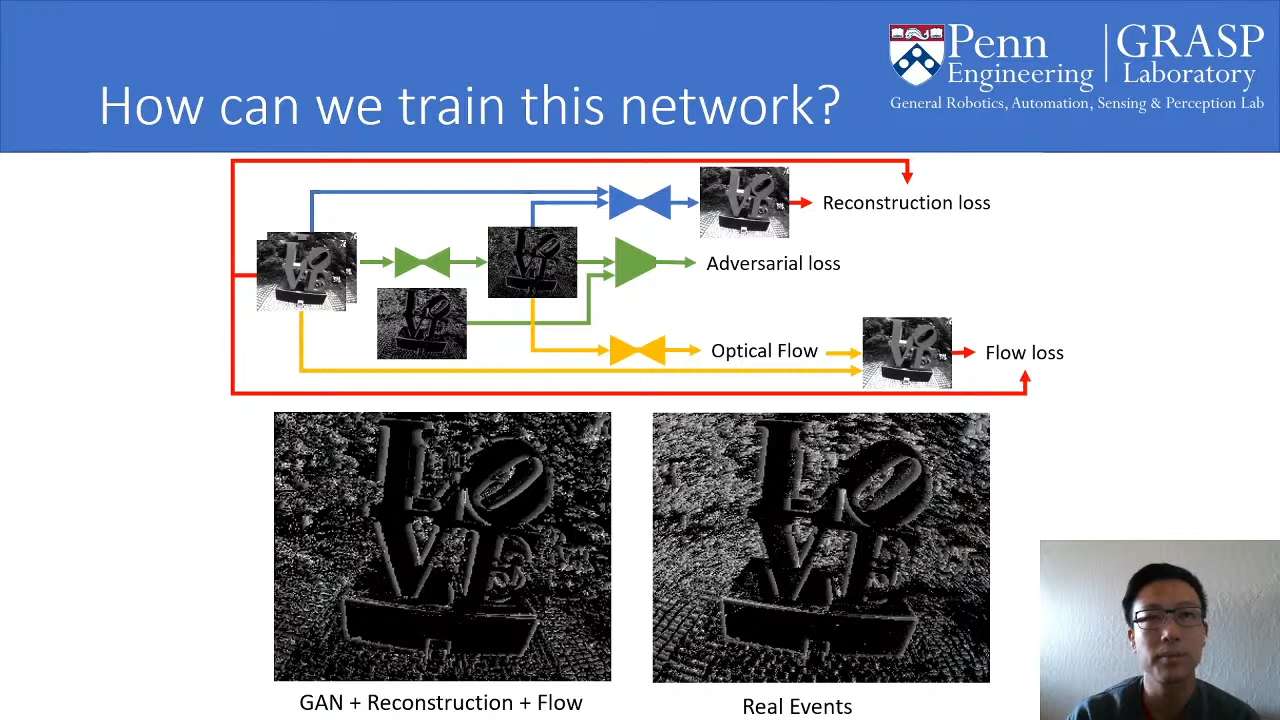 How can we train this network?
Penn
Engineering
GRASP
Laboratory
General Robotics, Automation, Sensing & Perception Lab
Reconstruction loss
Adversarial loss
Optical Flow
Flow loss
GAN + Reconstruction + Flow
Real Events